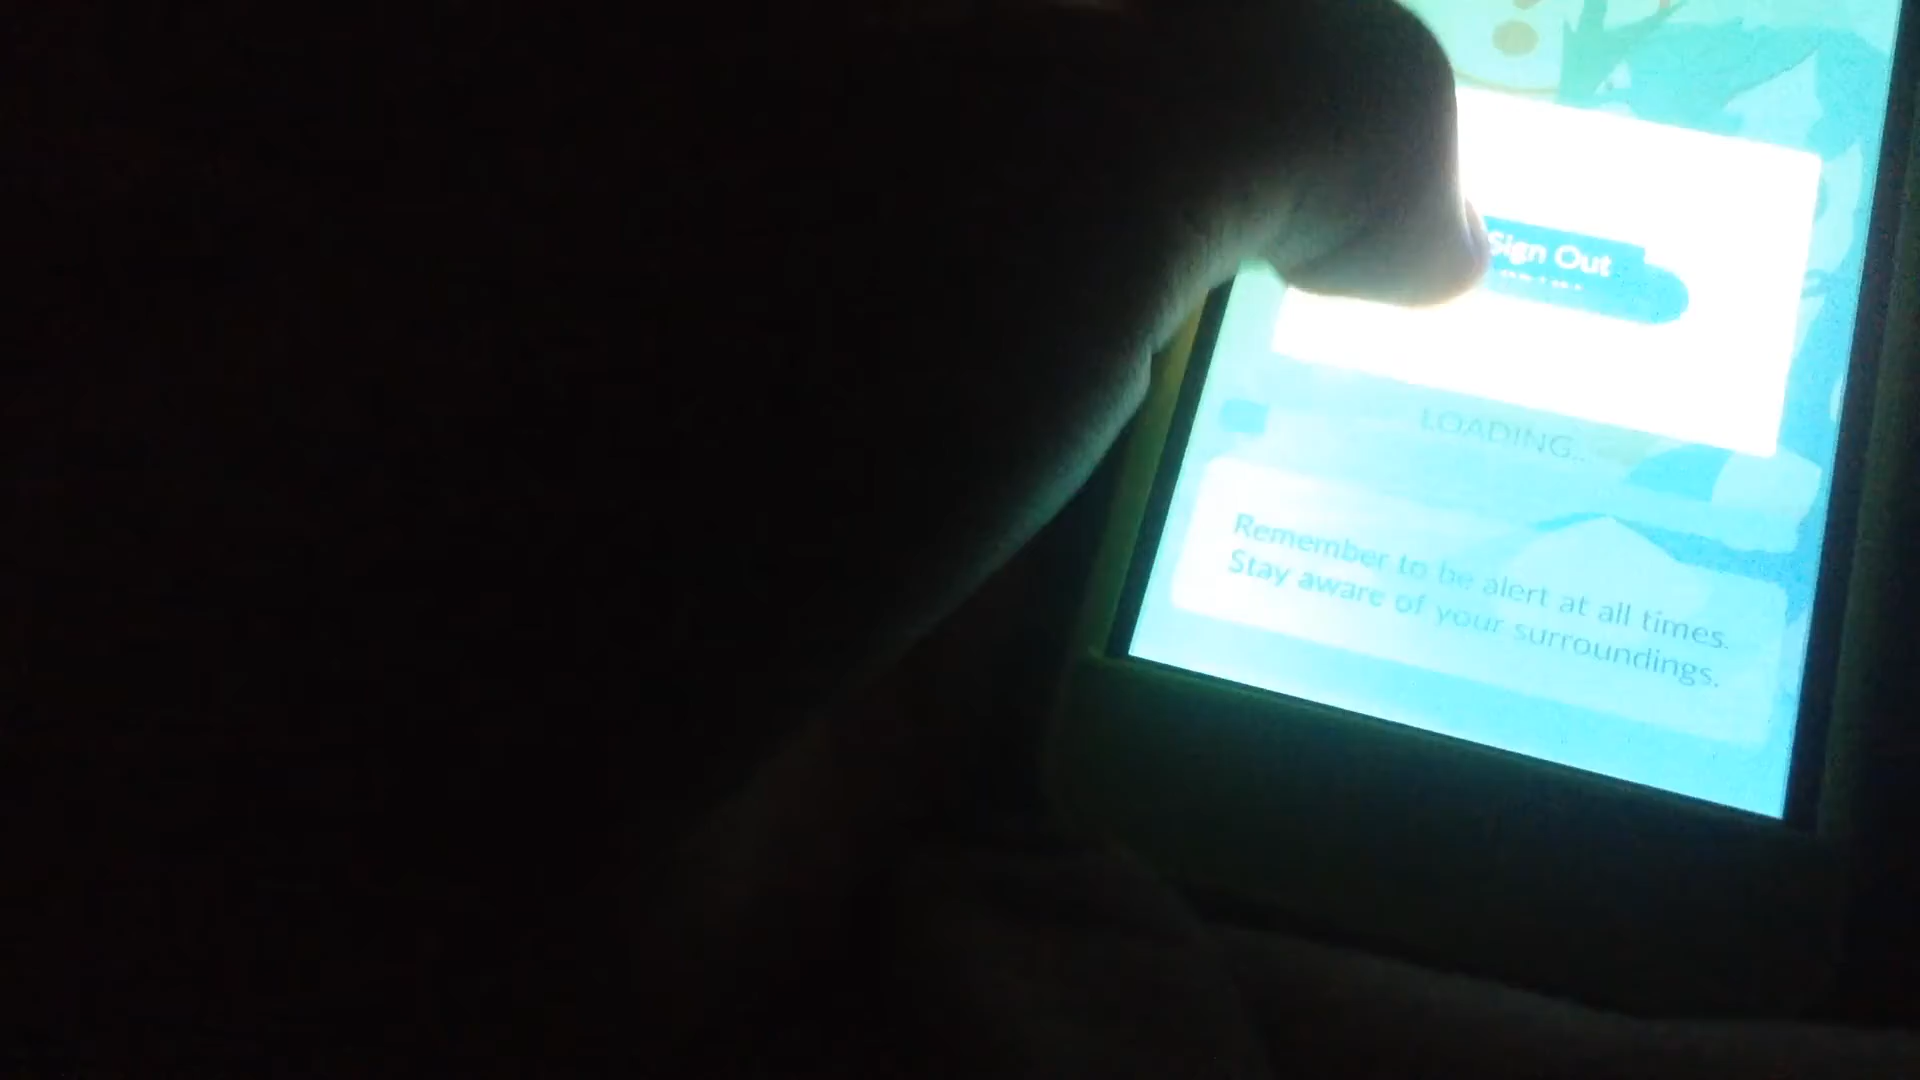 Sign Out
LOADING...
Remember to be alert at all times.
Stay aware of your surroundings.